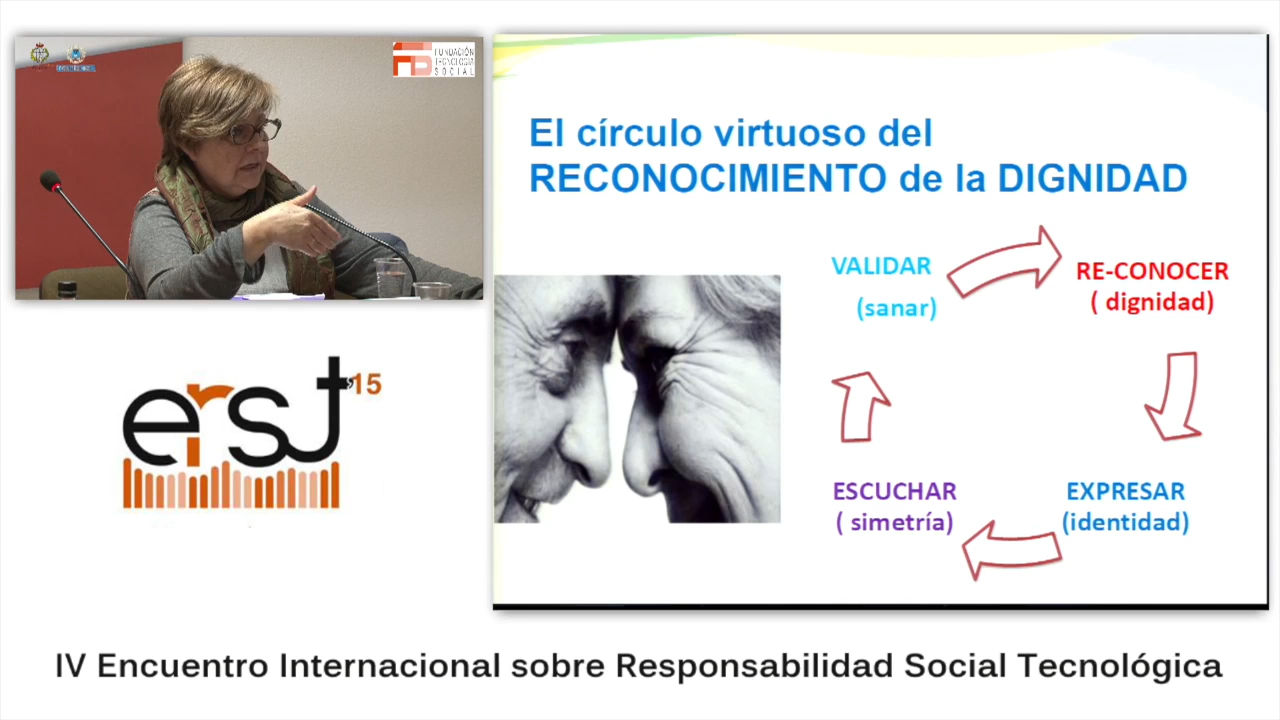 FUNDACIÓN
TECNOLOGÍA
SOCIAL
El círculo virtuoso del
RECONOCIMIENTO de la DIGNIDAD
VALIDAR
(sanar)
RE-CONOCER
( dignidad)
ESCUCHAR
( simetría)
EXPRESAR
(identidad)
erst'15
IV Encuentro Internacional sobre Responsabilidad Social Tecnológica